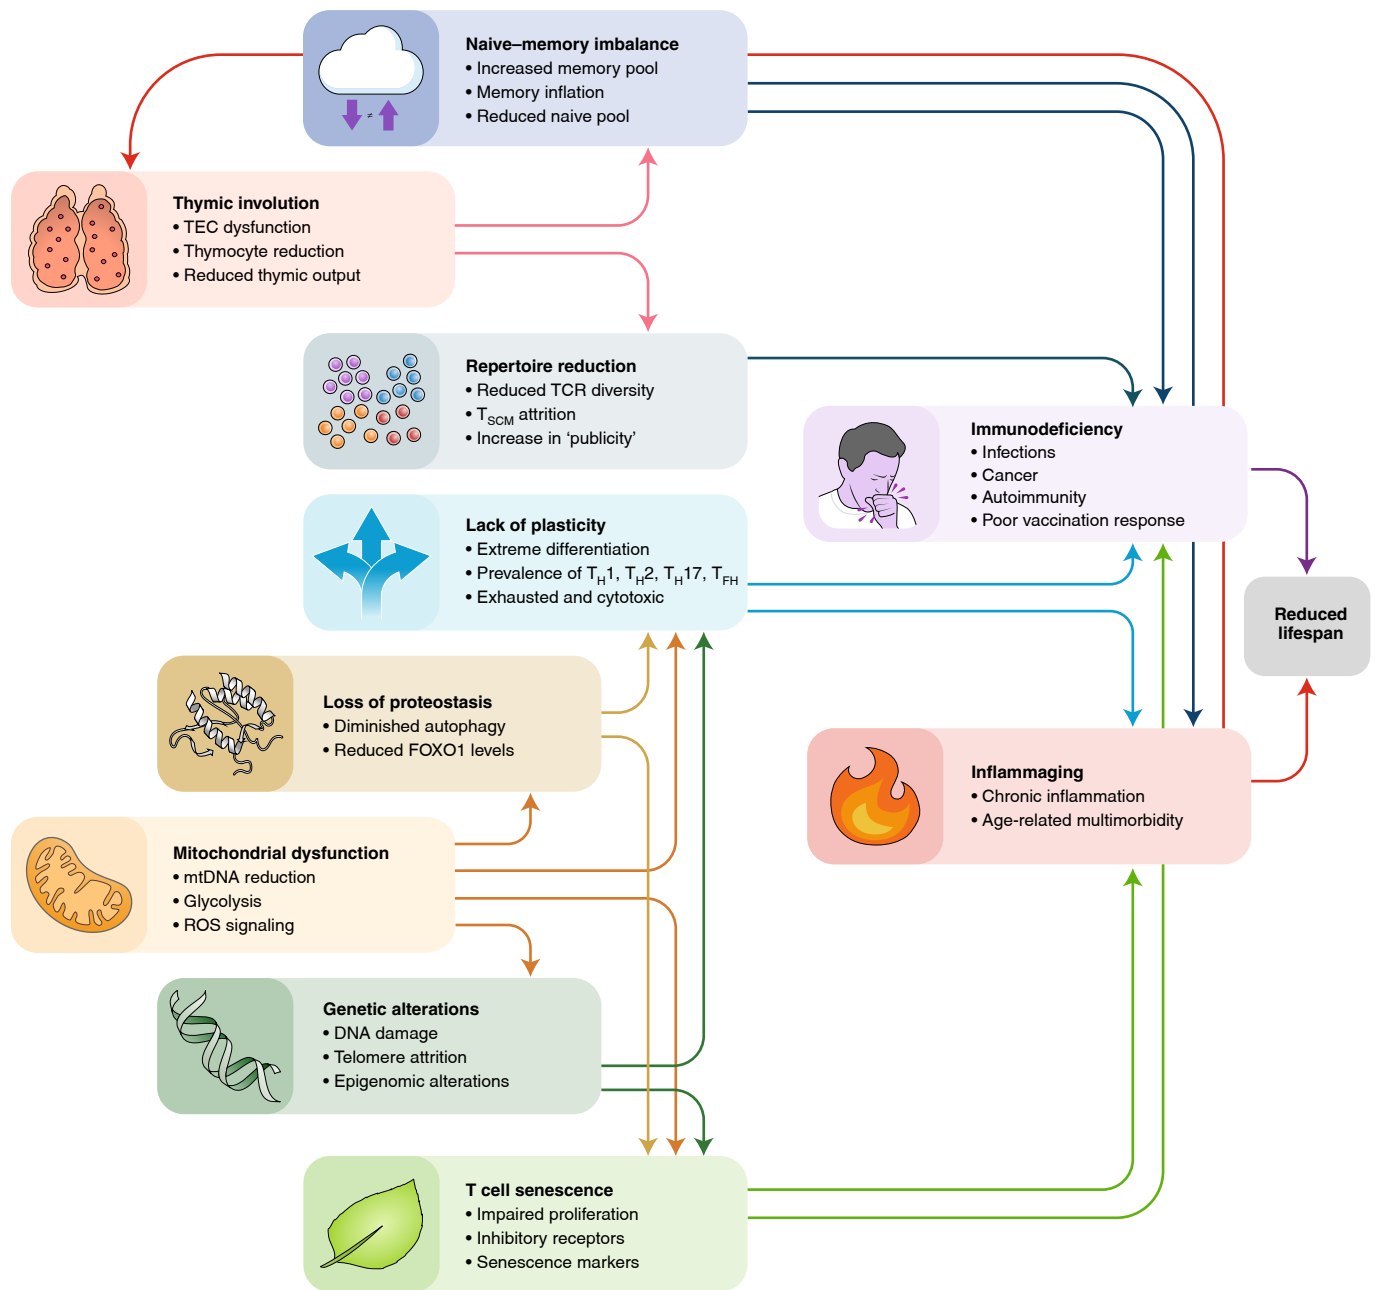 Naive–memory imbalance
• Increased memory pool
• Memory inflation
• Reduced naive pool
≠
Thymic involution
• TEC dysfunction
• Thymocyte reduction
• Reduced thymic output
Repertoire reduction
• Reduced TCR diversity
• TSCM attrition
• Increase in ‘publicity’
Immunodeficiency
• Infections
• Cancer
• Autoimmunity
• Poor vaccination response
Lack of plasticity
• Extreme differentiation
• Prevalence of TH1, TH2, TH17, TFH
• Exhausted and cytotoxic
Reduced
lifespan
Loss of proteostasis
• Diminished autophagy
• Reduced FOXO1 levels
Inflammaging
• Chronic inflammation
• Age-related multimorbidity
Mitochondrial dysfunction
• mtDNA reduction
• Glycolysis
• ROS signaling
Genetic alterations
• DNA damage
• Telomere attrition
• Epigenomic alterations
T cell senescence
• Impaired proliferation
• Inhibitory receptors
• Senescence markers